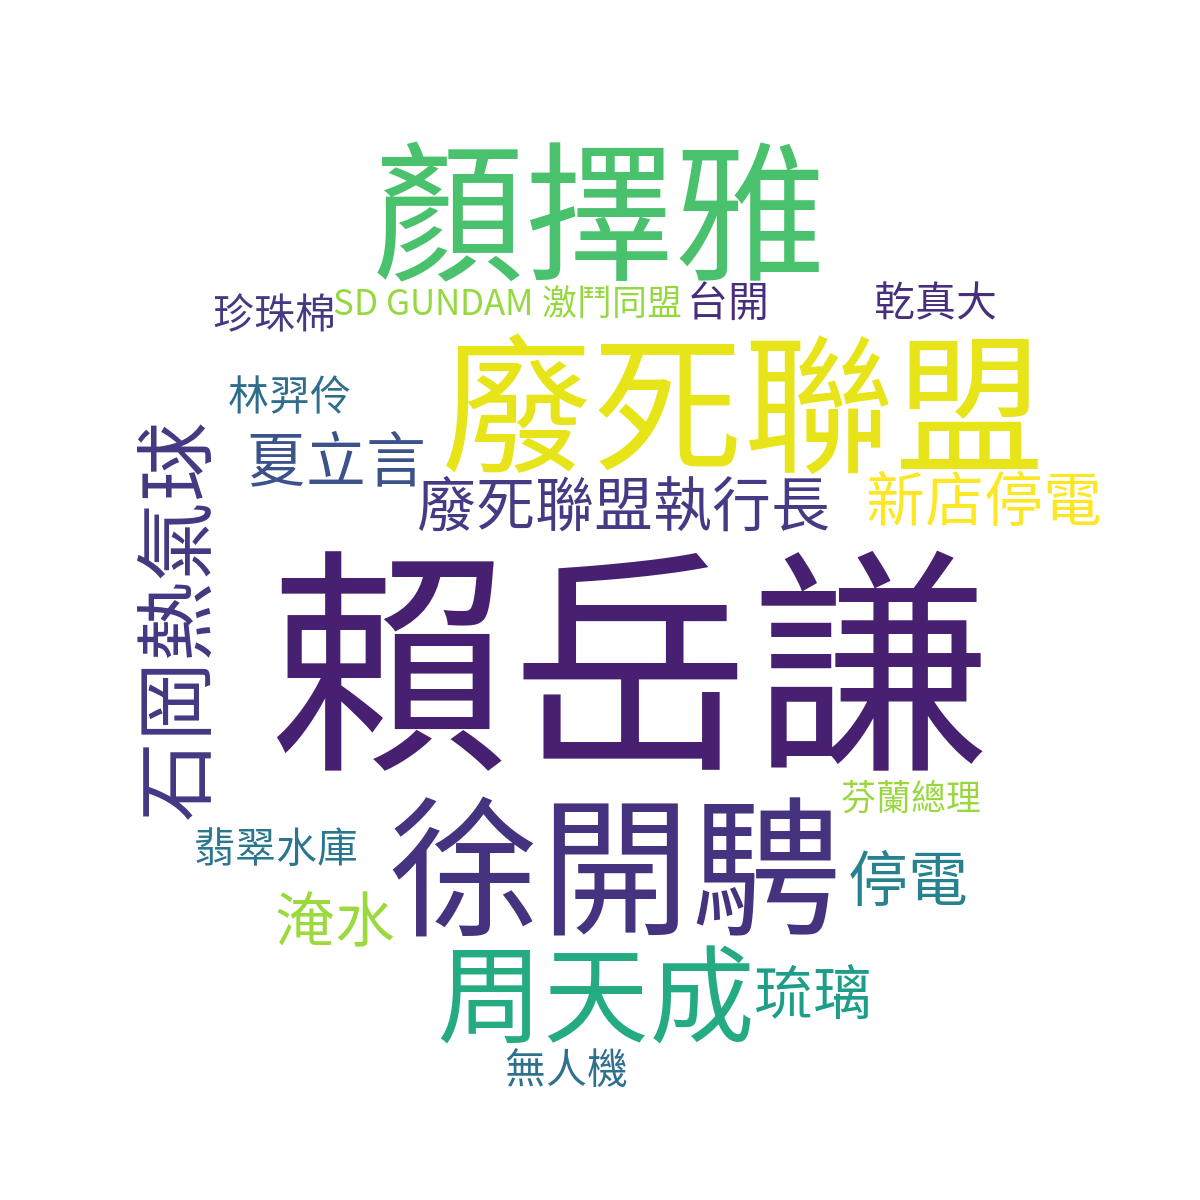 顏擇雅
珍珠棉
SD GUNDAM 激鬥同盟
台開
乾真大
廢死聯盟
林羿伶
夏立言
廢死聯盟執行長
新店停電
石岡熱氣球
賴岳謙
芬蘭總理
徐開騁
翡翠水庫
停電
淹水
周天成
琉璃
無人機